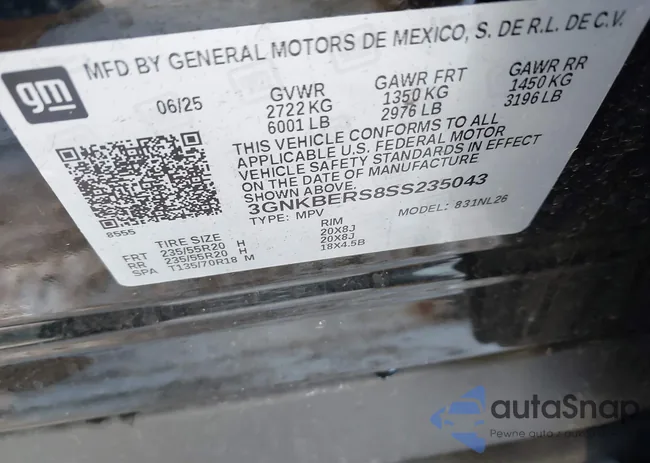 MFD BY GENERAL MOTORS DE MEXICO, S. DE R.L. DE C.V.
gm
06/25
GVWR GAWR FRT GAWR RR
2722 KG 1350 KG 1450 KG
6001 LB 2976 LB 3196 LB
THIS VEHICLE CONFORMS TO ALL
APPLICABLE U.S. FEDERAL MOTOR
VEHICLE SAFETY STANDARDS IN EFFECT
ON THE DATE OF MANUFACTURE
SHOWN ABOVE.
3GNKBERS8SS235043
TYPE: MPV MODEL: 831NL26
8555
TIRE SIZE RIM
FRT 235/55R20 H 20X8J
RR 235/55R20 H 20X8J
SPA T135/70R18 M 18X4.5B
autaSnap
Pewne auta z